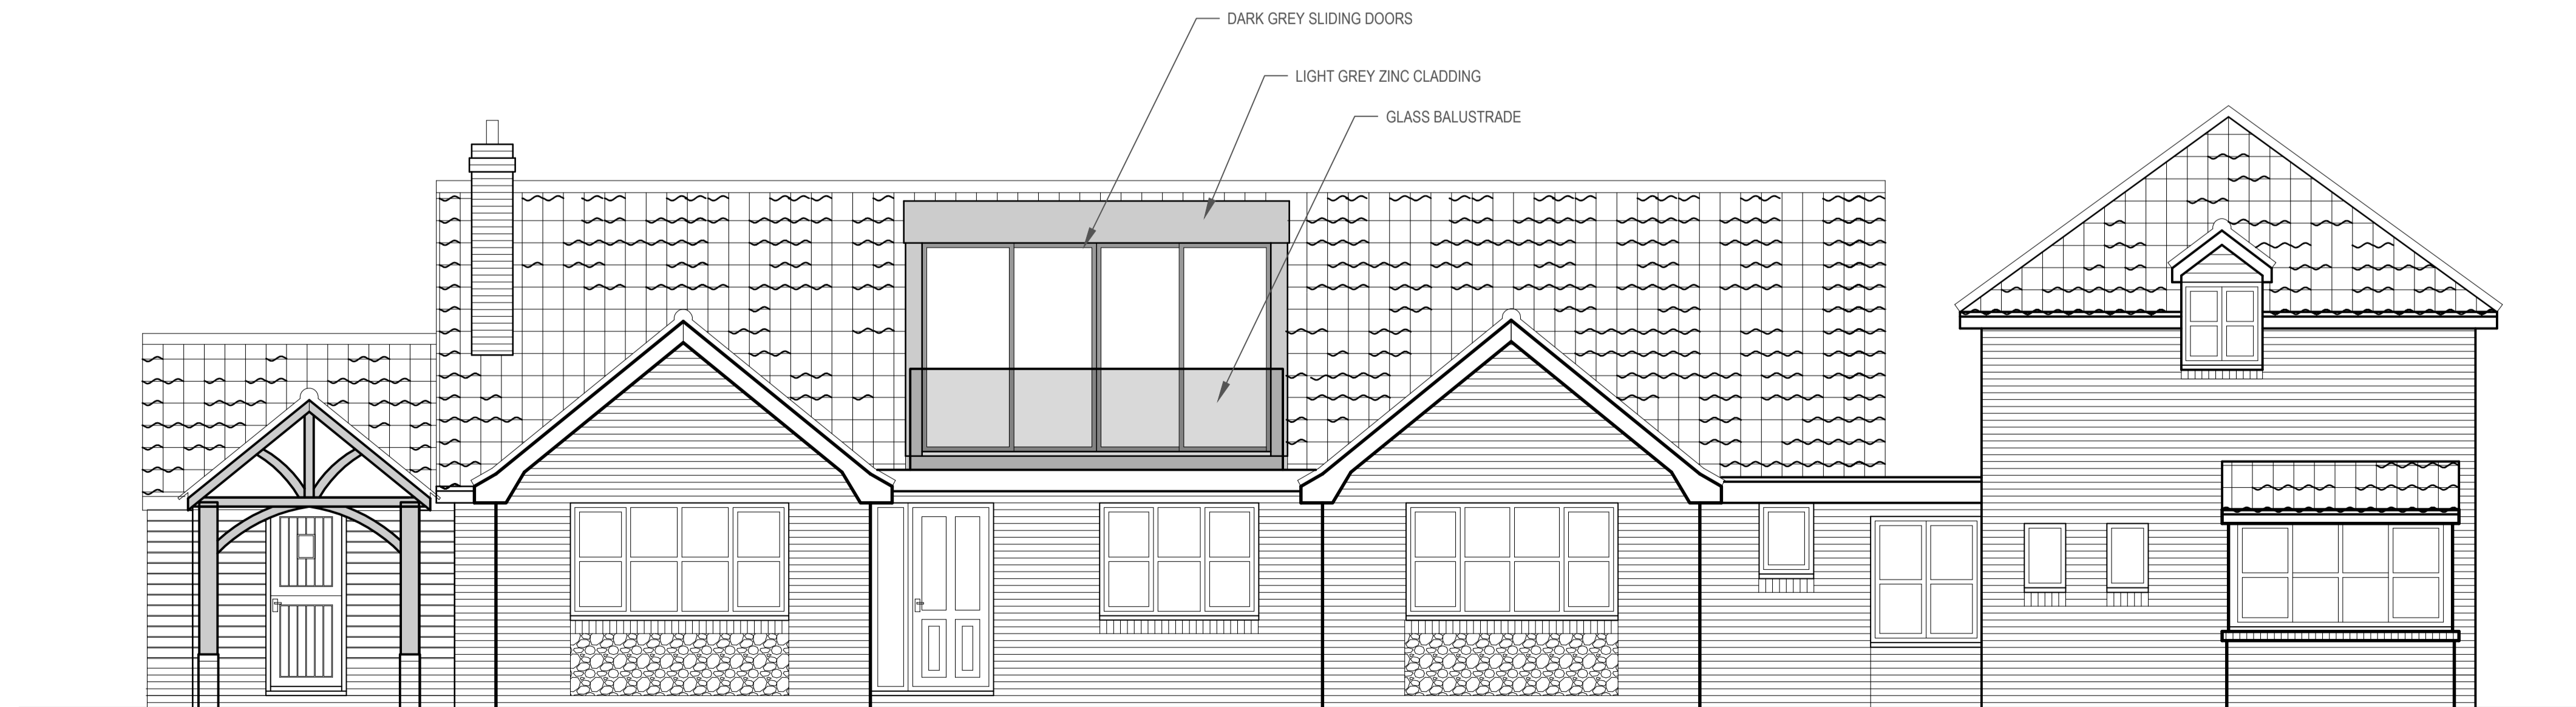 DARK GREY SLIDING DOORS
LIGHT GREY ZINC CLADDING
GLASS BALUSTRADE